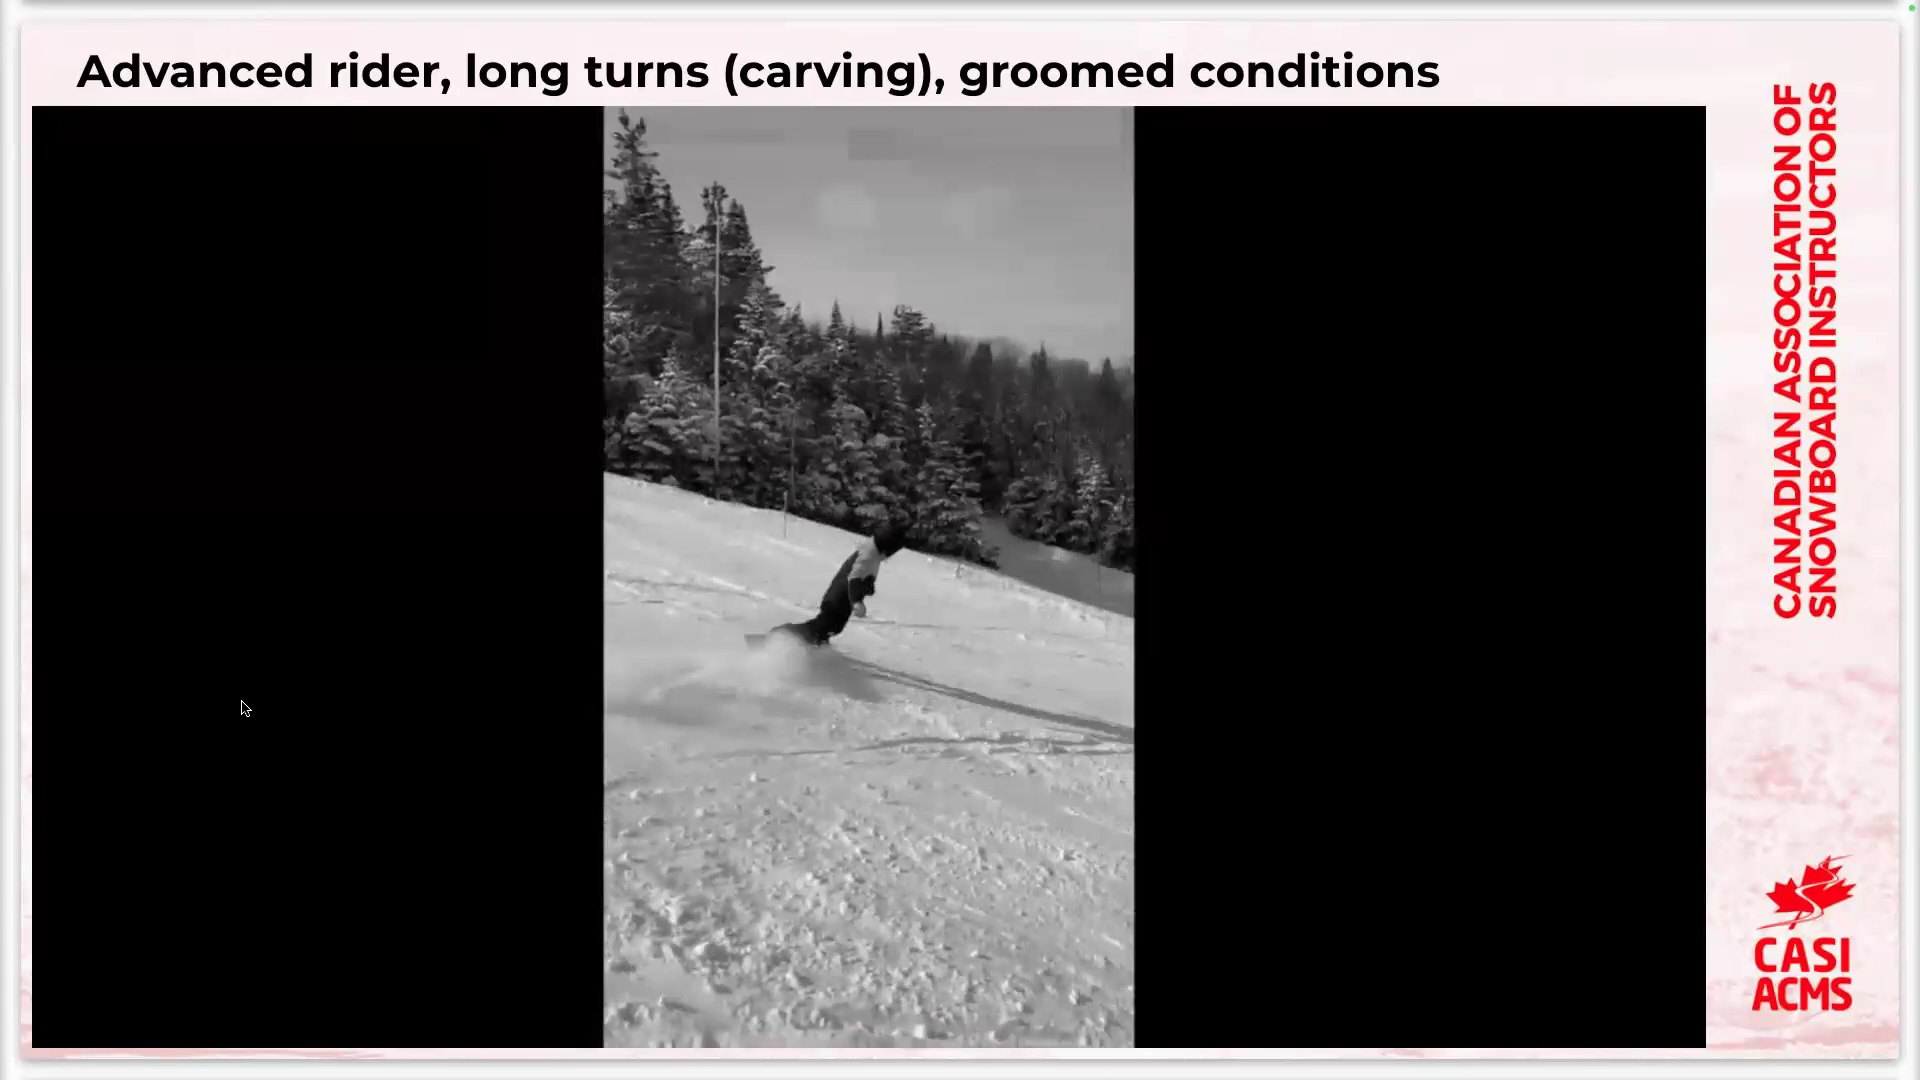 Advanced rider, long turns (carving), groomed conditions
CANADIAN ASSOCIATION OF
SNOWBOARD INSTRUCTORS
CASI
ACMS